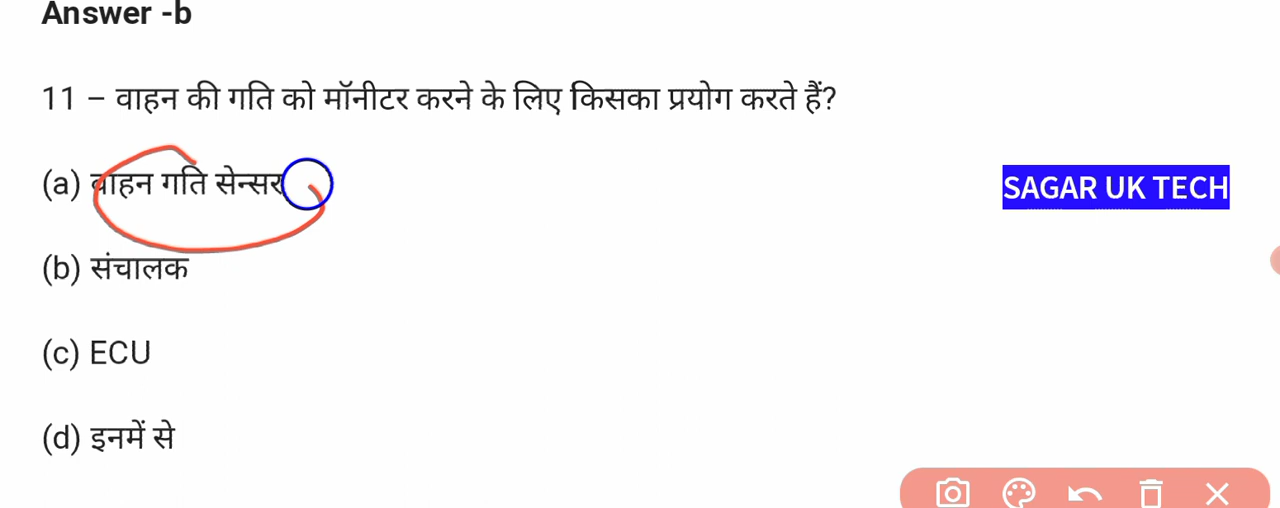 Answer -b
11 – वाहन की गति को मॉनीटर करने के लिए किसका प्रयोग करते हैं?
(a) वाहन गति सेन्सर
SAGAR UK TECH
(b) संचालक
(c) ECU
(d) इनमें से